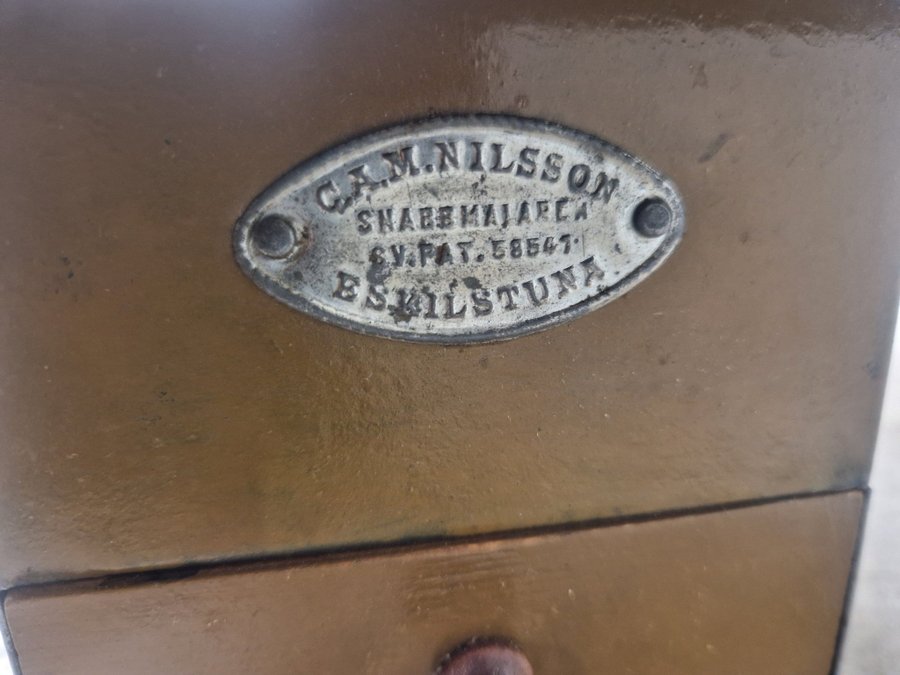 C.A.M. NILSSON
SNABBMALAREN
SV. PAT. 58547.
ESKILSTUNA